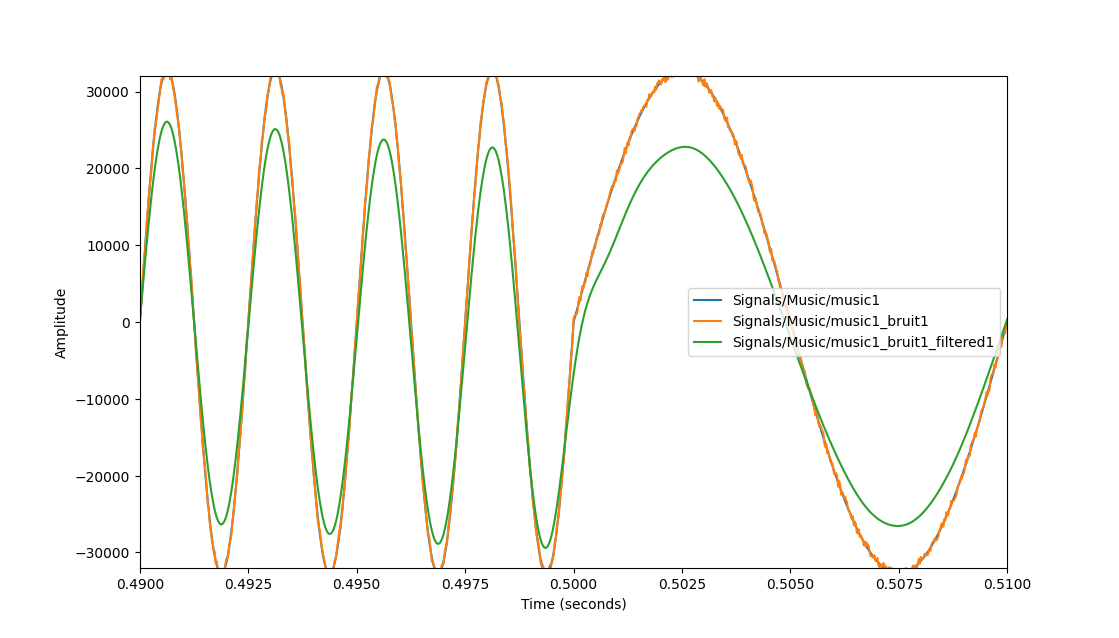 30000
20000
10000
0
−10000
−20000
−30000
Amplitude
Signals/Music/music1
Signals/Music/music1_bruit1
Signals/Music/music1_bruit1_filtered1
0.4900 0.4925 0.4950 0.4975 0.5000 0.5025 0.5050 0.5075 0.5100
Time (seconds)